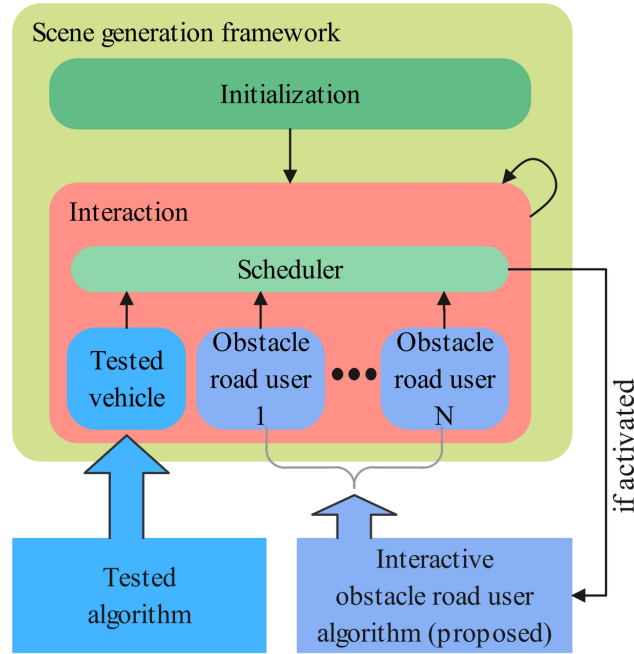 Scene generation framework
Initialization
Interaction
Scheduler
Tested
vehicle
Obstacle
road user
1
Obstacle
road user
N
if activated
Tested
algorithm
Interactive
obstacle road user
algorithm (proposed)